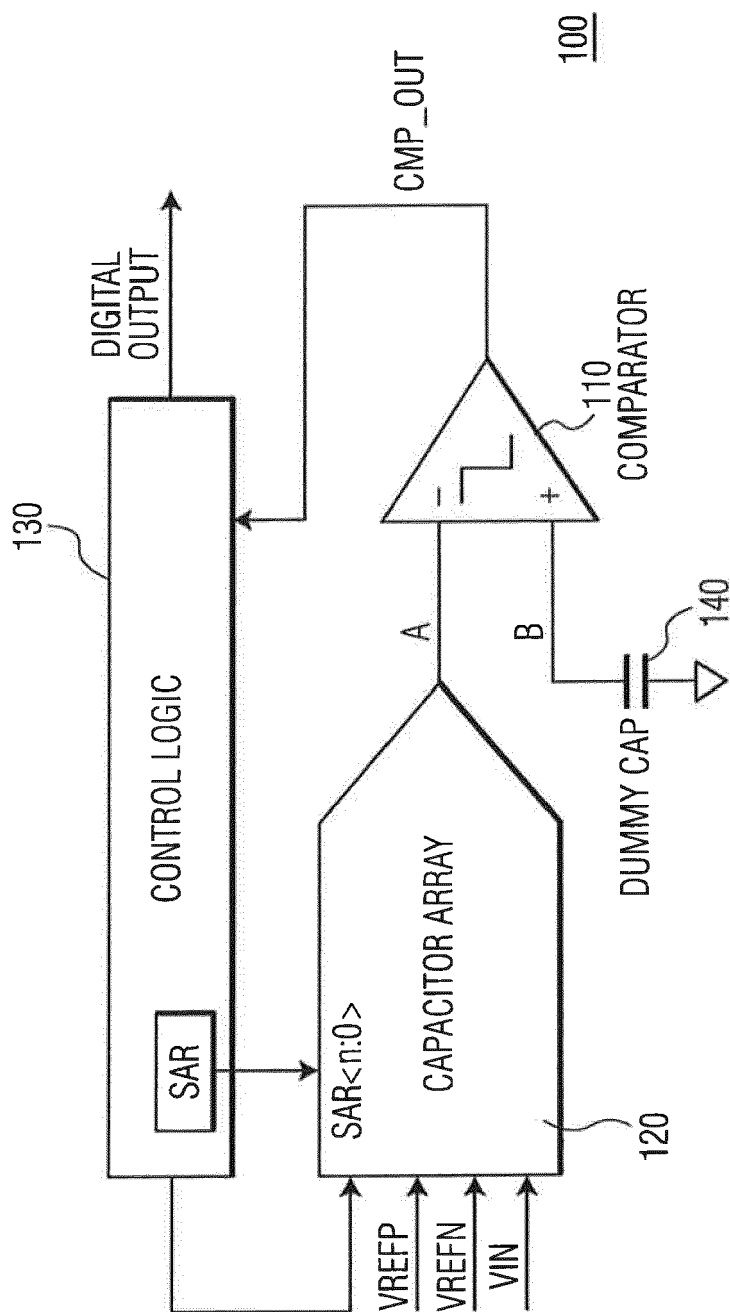 100
130
DIGITAL
OUTPUT
CONTROL LOGIC
SAR
CMP_OUT
SAR<n:0>
CAPACITOR ARRAY
120
VREFP
VREFN
VIN
A
B
−
+
110
COMPARATOR
DUMMY CAP
140